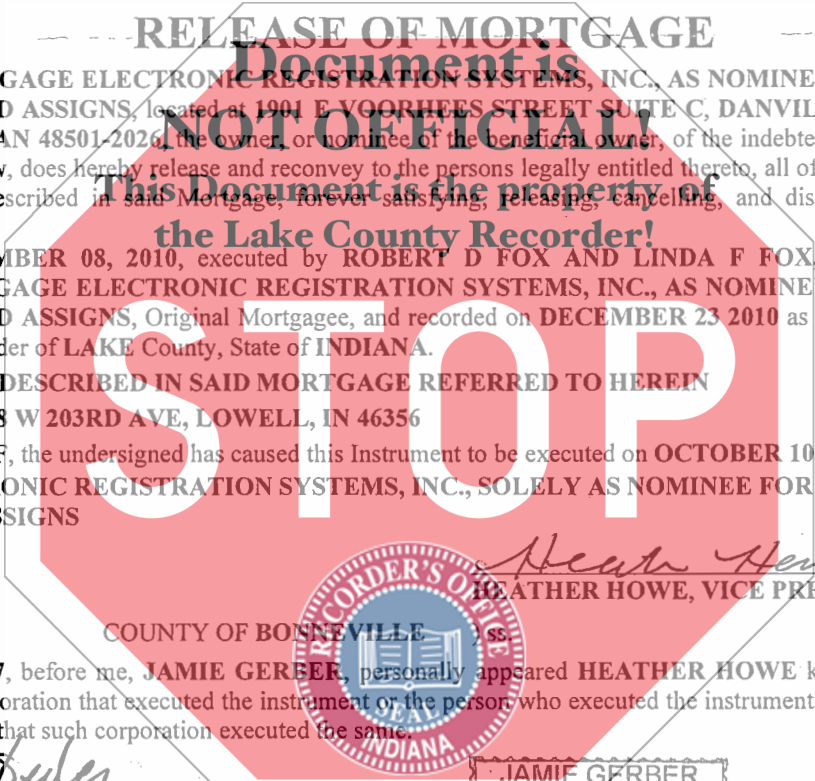 RELEASE OF MORTGAGE
Document is
GAGE ELECTRONIC REGISTRATION SYSTEMS, INC., AS NOMINE
D ASSIGNS, located at 1901 E VOORHEES STREET SUITE C, DANVIL
NOT OFFICIAL!
AN 48501-2026, the owner, or nominee of the beneficial owner, of the indebte
, does hereby release and reconvey to the persons legally entitled thereto, all of
This Document is the property of
scribed in said Mortgage, forever satisfying, releasing, cancelling, and dis
the Lake County Recorder!
MBER 08, 2010, executed by ROBERT D FOX AND LINDA F FOX,
GAGE ELECTRONIC REGISTRATION SYSTEMS, INC., AS NOMINE
D ASSIGNS, Original Mortgagee, and recorded on DECEMBER 23 2010 as
der of LAKE County, State of INDIANA.
DESCRIBED IN SAID MORTGAGE REFERRED TO HEREIN
8 W 203RD AVE, LOWELL, IN 46356
STOP
F, the undersigned has caused this Instrument to be executed on OCTOBER 10
ONIC REGISTRATION SYSTEMS, INC., SOLELY AS NOMINEE FOR
SSIGNS
HEATHER HOWE, VICE PRE
COUNTY OF BONNEVILLE ) ss.
RECORDER'S OFFICE
SEAL
INDIANA
7, before me, JAMIE GERBER, personally appeared HEATHER HOWE k
oration that executed the instrument or the person who executed the instrument
that such corporation executed the same.
JAMIE GERBER